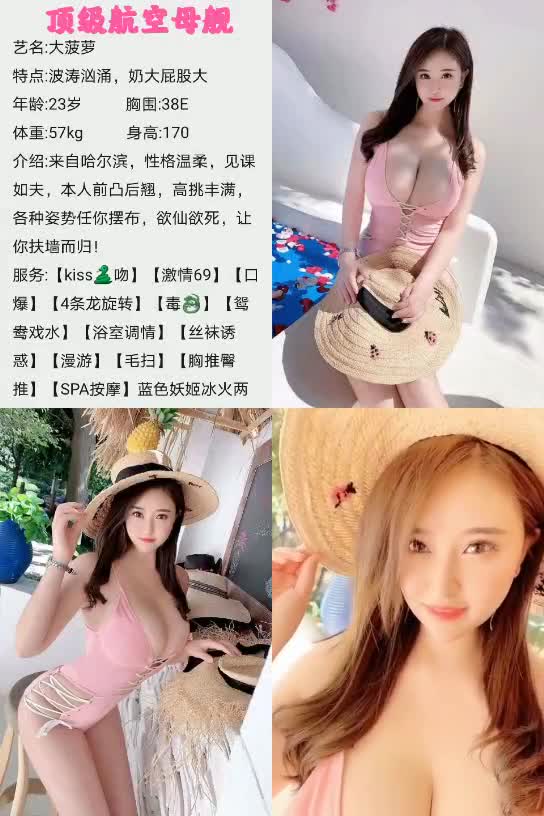 顶级航空母舰
艺名:大菠萝
特点:波涛汹涌，奶大屁股大
年龄:23岁 胸围:38E
体重:57kg 身高:170
介绍:来自哈尔滨，性格温柔，见课
如夫，本人前凸后翘，高挑丰满，
各种姿势任你摆布，欲仙欲死，让
你扶墙而归!
服务:【kiss🐍吻】【激情69】【口
爆】【4条龙旋转】【毒🐉】【鸳
鸯戏水】【浴室调情】【丝袜诱
惑】【漫游】【毛扫】【胸推臀
推】【SPA按摩】蓝色妖姬冰火两